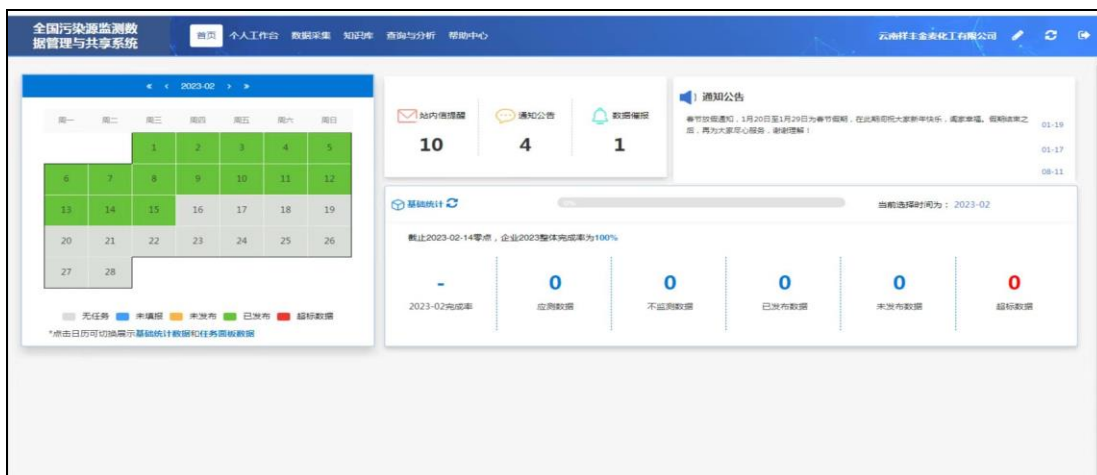 全国污染源监测数
据管理与共享系统
首页 个人工作台 数据采集 知识库 查询与分析 帮助中心
云南祥丰金麦化工有限公司
« ‹ 2023-02 › »
周一 周二 周三 周四 周五 周六 周日
1 2 3 4 5
6 7 8 9 10 11 12
13 14 15 16 17 18 19
20 21 22 23 24 25 26
27 28
无任务 未填报 未发布 已发布 超标数据
*点击日历可切换展示基础统计数据和任务面板数据
站内信提醒 通知公告 数据催报
10 4 1
通知公告
春节放假通知，1月20日至1月29日为春节假期，在此期间祝大家新年快乐，阖家幸福。假期结束之
后，再为大家尽心服务，谢谢理解！
01-19
01-17
08-11
基础统计
0%
当前选择时间为： 2023-02
截止2023-02-14零点，企业2023整体完成率为100%
- 0 0 0 0 0
2023-02完成率 应测数据 不监测数据 已发布数据 未发布数据 超标数据